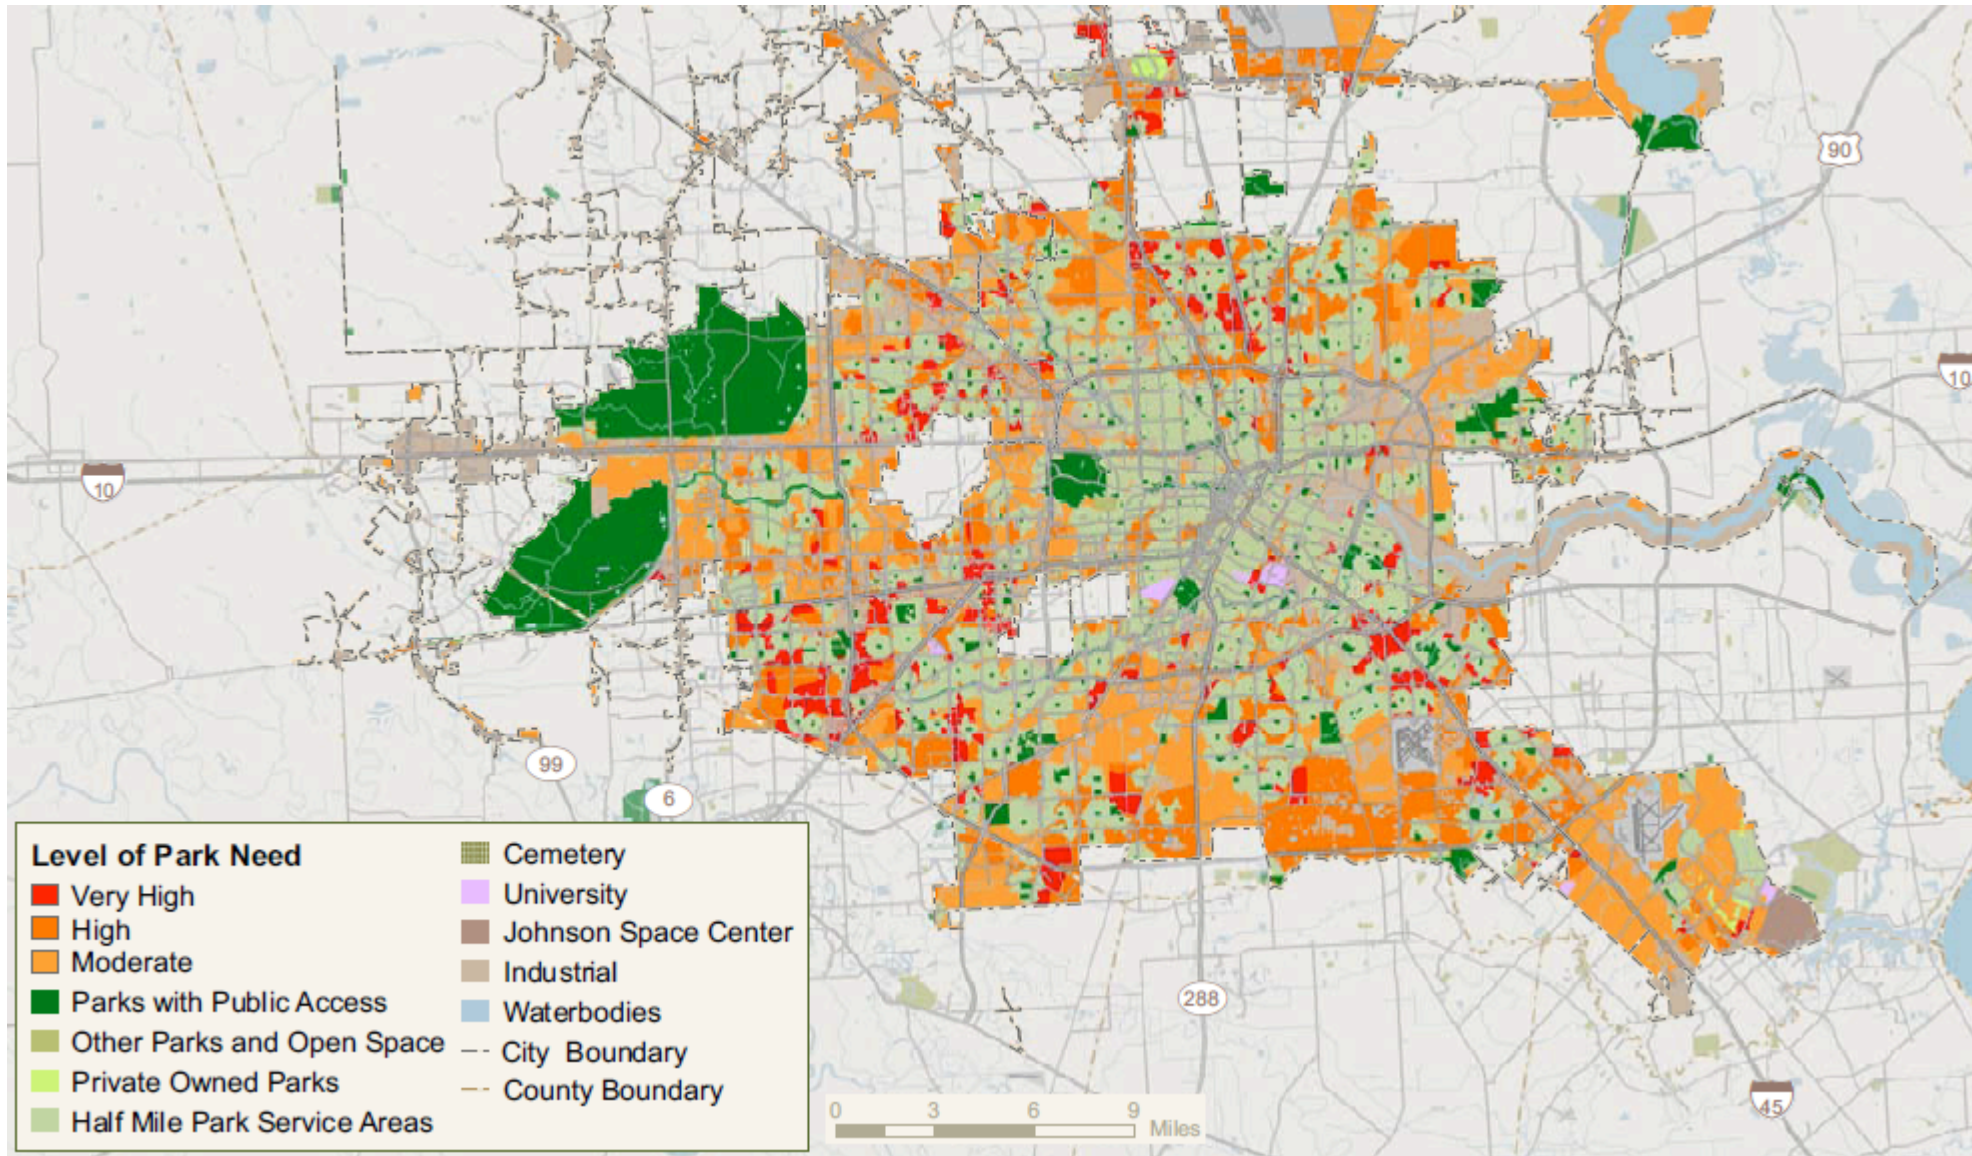 90
10
10
99
6
288
45
Level of Park Need
Very High
High
Moderate
Parks with Public Access
Other Parks and Open Space
Private Owned Parks
Half Mile Park Service Areas
Cemetery
University
Johnson Space Center
Industrial
Waterbodies
City Boundary
County Boundary
0 3 6 9
Miles